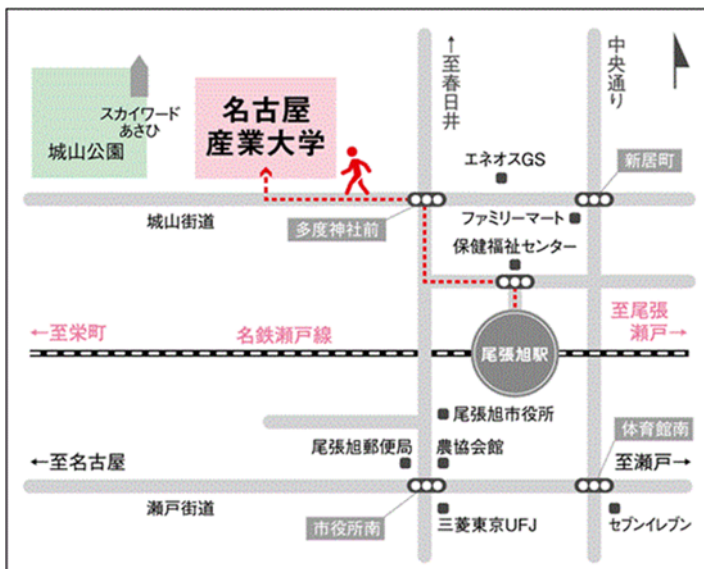 名古屋
産業大学
スカイワード
あさひ
城山公園
↑至春日井
中央通り
エネオスGS
新居町
城山街道
多度神社前
ファミリーマート
保健福祉センター
←至栄町
名鉄瀬戸線
至尾張
瀬戸→
尾張旭駅
尾張旭市役所
尾張旭郵便局
農協会館
体育館南
←至名古屋
至瀬戸→
瀬戸街道
市役所南
三菱東京UFJ
セブンイレブン